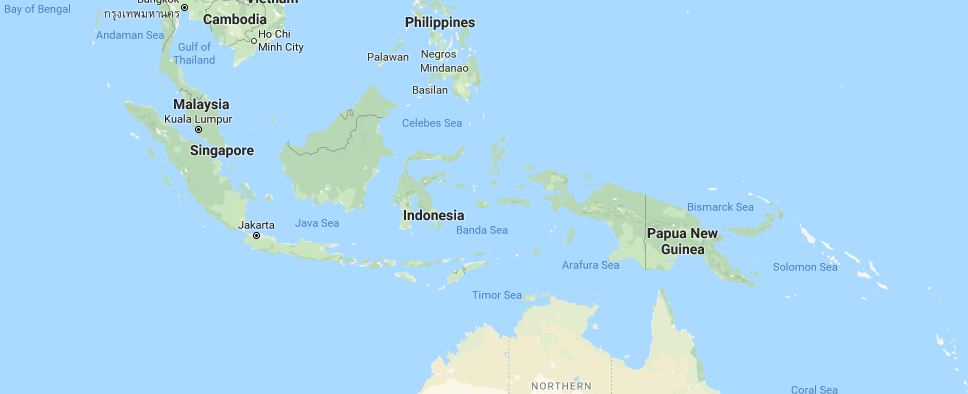 Vietnam
Bangkok
กรุงเทพมหานคร
Bay of Bengal
Cambodia
Philippines
Andaman Sea
Ho Chi
Minh City
Gulf of
Thailand
Palawan
Negros
Mindanao
Basilan
Malaysia
Kuala Lumpur
Celebes Sea
Singapore
Indonesia
Bismarck Sea
Jakarta
Java Sea
Banda Sea
Papua New
Guinea
Arafura Sea
Solomon Sea
Timor Sea
NORTHERN
Coral Sea